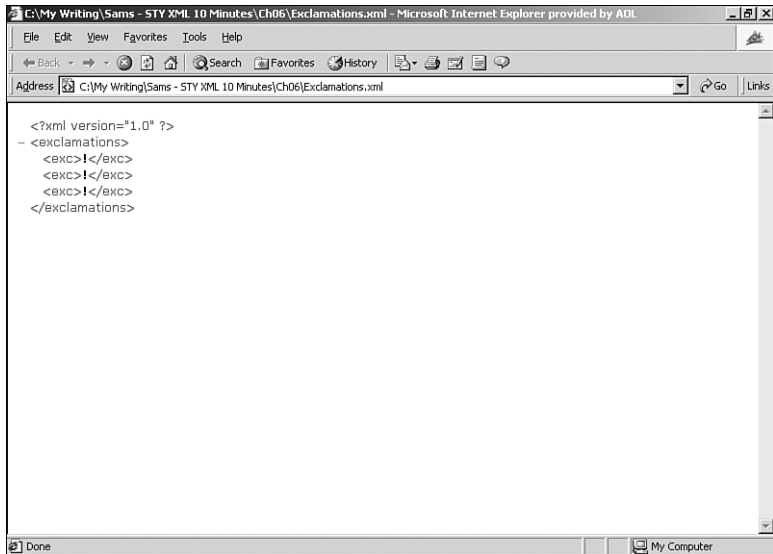 C:\My Writing\Sams - STY XML 10 Minutes\Ch06\Exclamations.xml - Microsoft Internet Explorer provided by AOL
File Edit View Favorites Tools Help
Back Search Favorites History
Address C:\My Writing\Sams - STY XML 10 Minutes\Ch06\Exclamations.xml Go Links
<?xml version="1.0" ?>
- <exclamations>
<exc>!</exc>
<exc>!</exc>
<exc>!</exc>
</exclamations>
Done My Computer